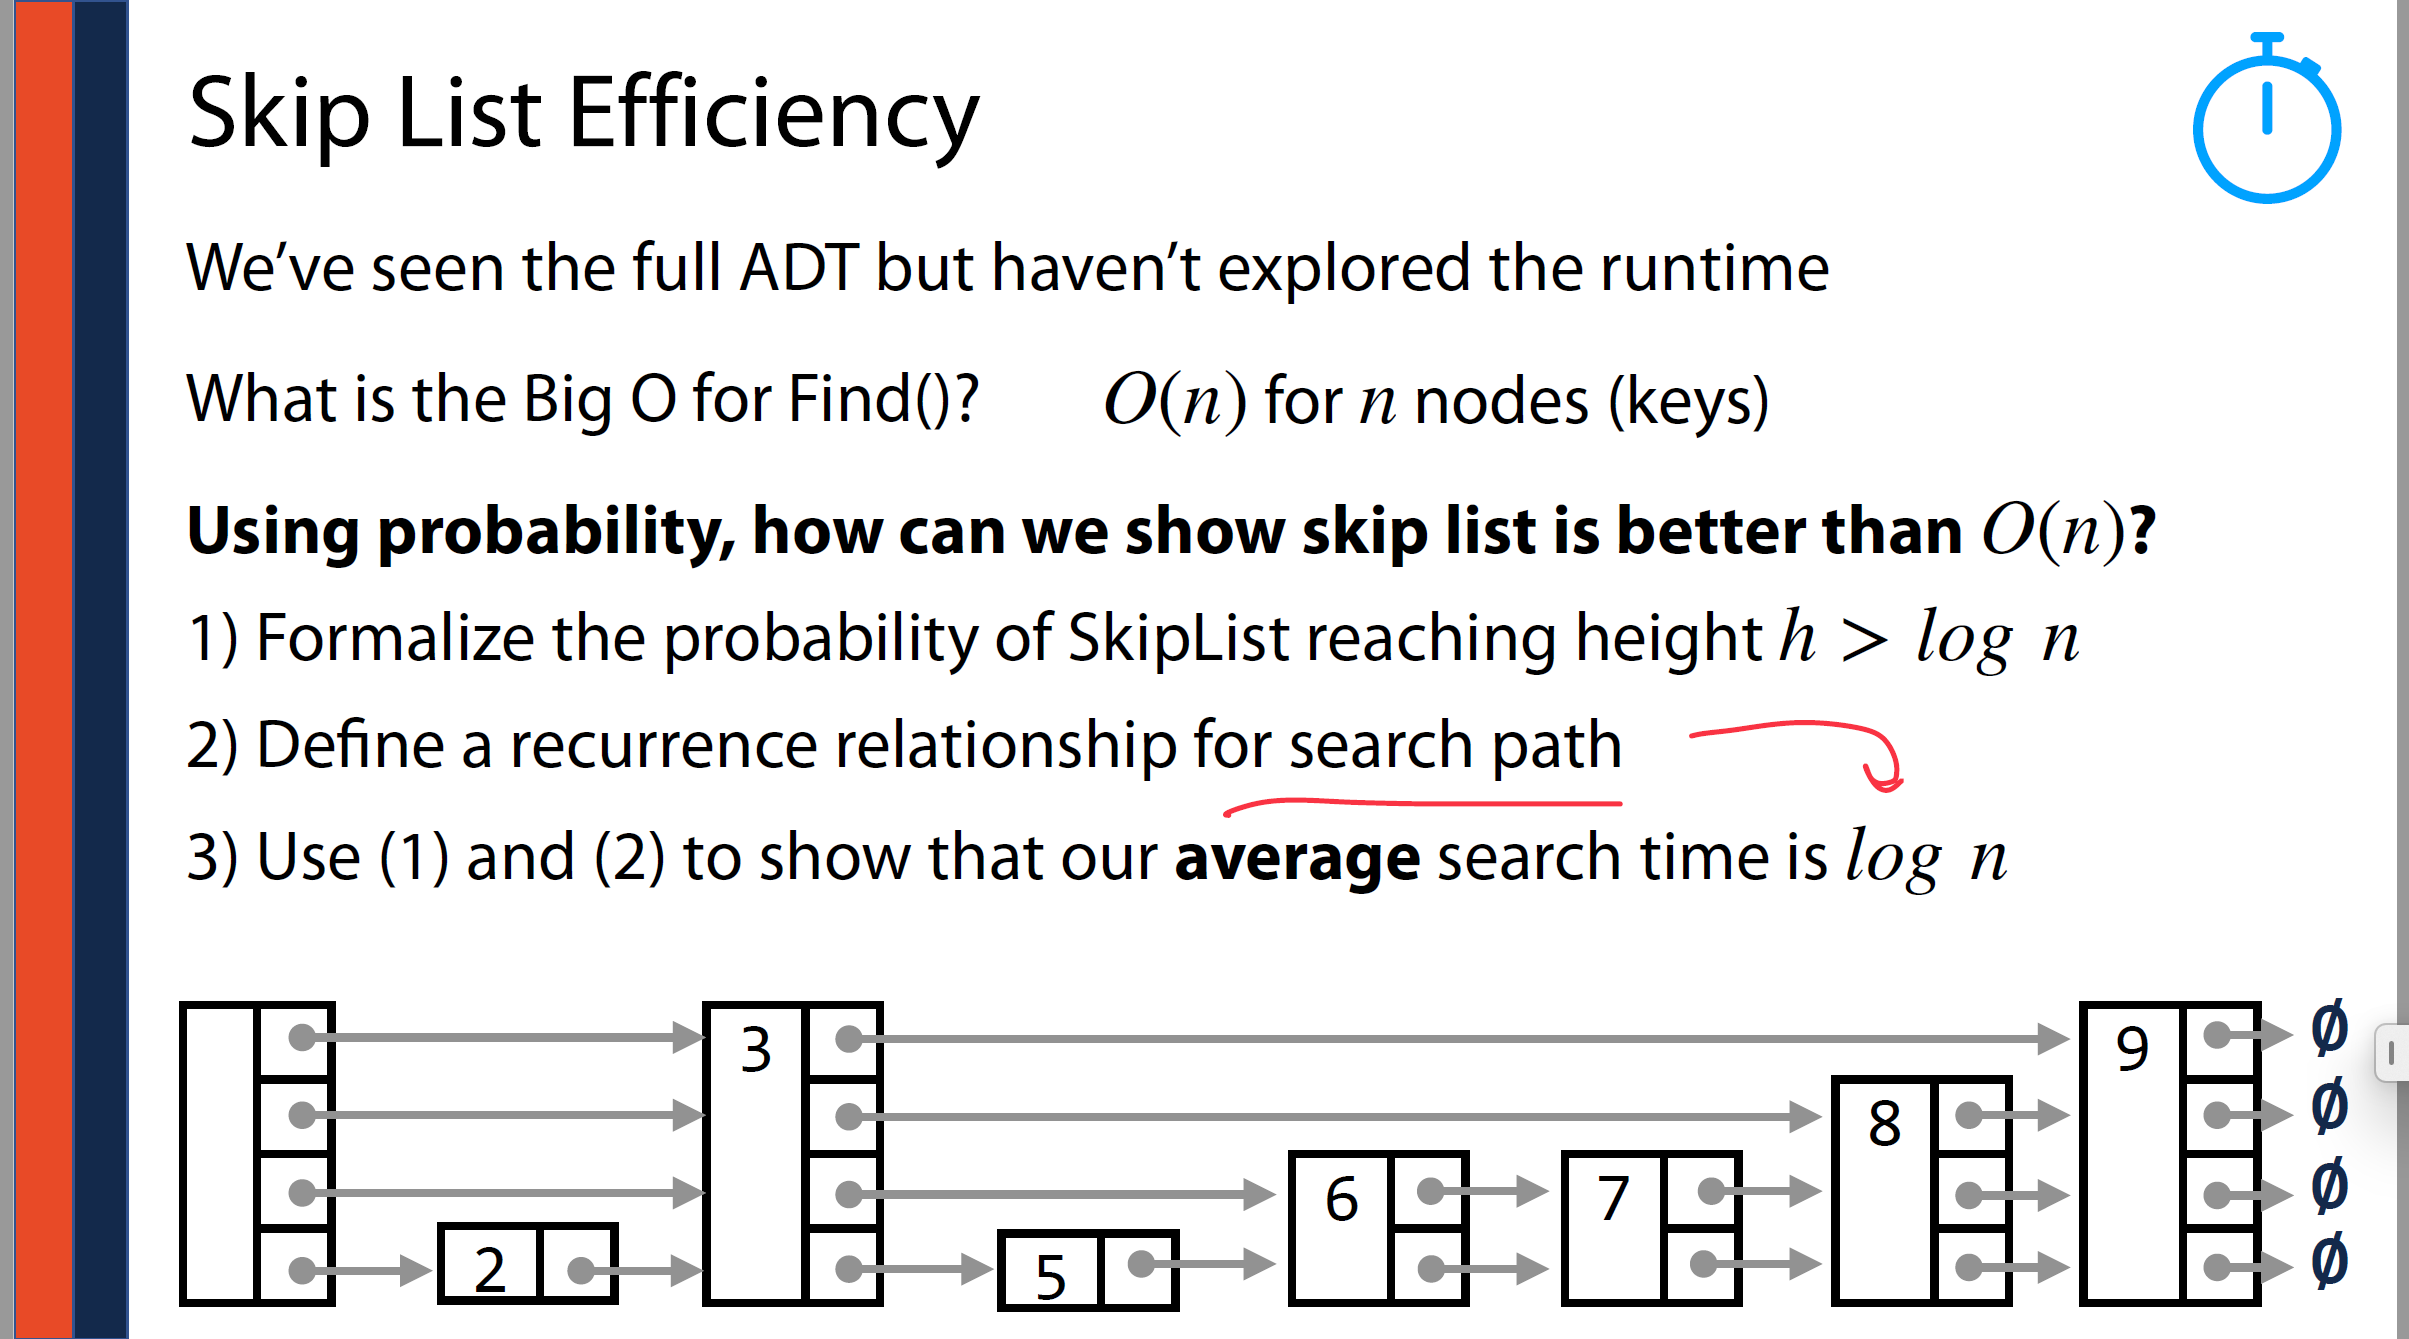 Skip List Efficiency
We’ve seen the full ADT but haven’t explored the runtime
What is the Big O for Find()? O(n) for n nodes (keys)
Using probability, how can we show skip list is better than O(n)?
1) Formalize the probability of SkipList reaching height h > log n
2) Define a recurrence relationship for search path
3) Use (1) and (2) to show that our average search time is log n
3 9 Ø
8 Ø
6 7 Ø
2 5 Ø